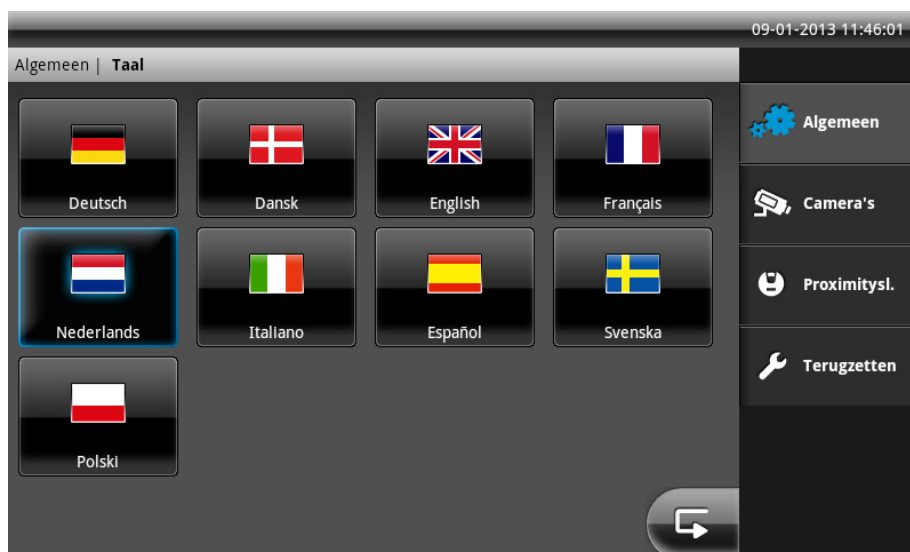 09-01-2013 11:46:01
Algemeen | Taal
Deutsch
Dansk
English
Français
Nederlands
Italiano
Español
Svenska
Polski
Algemeen
Camera's
Proximitysl.
Terugzetten